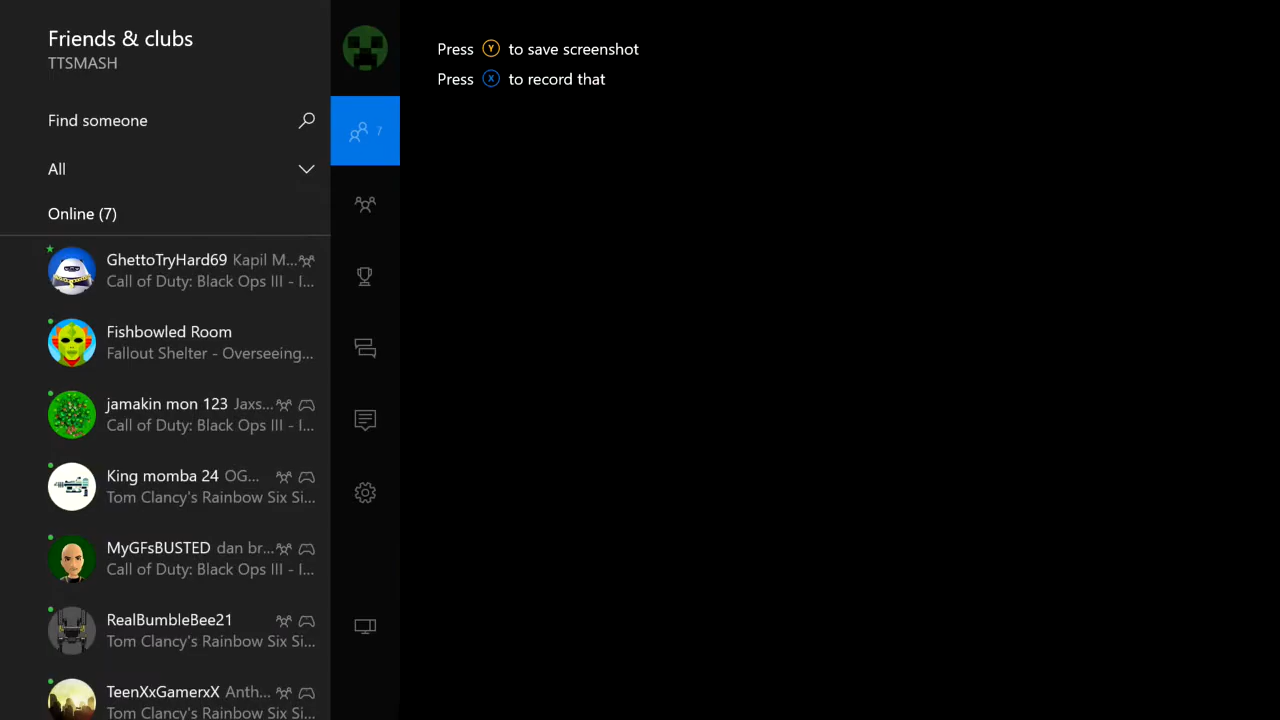 Friends & clubs
TTSMASH
Find someone
All
Online (7)
GhettoTryHard69 Kapil M...
Call of Duty: Black Ops III - I...
Fishbowled Room
Fallout Shelter - Overseeing...
jamakin mon 123 Jaxs...
Call of Duty: Black Ops III - I...
King momba 24 OG...
Tom Clancy's Rainbow Six Si...
MyGFsBUSTED dan br...
Call of Duty: Black Ops III - I...
RealBumbleBee21
Tom Clancy's Rainbow Six Si...
TeenXxGamerxX Anth...
Tom Clancy's Rainbow Six Si...
7
Press Y to save screenshot
Press X to record that